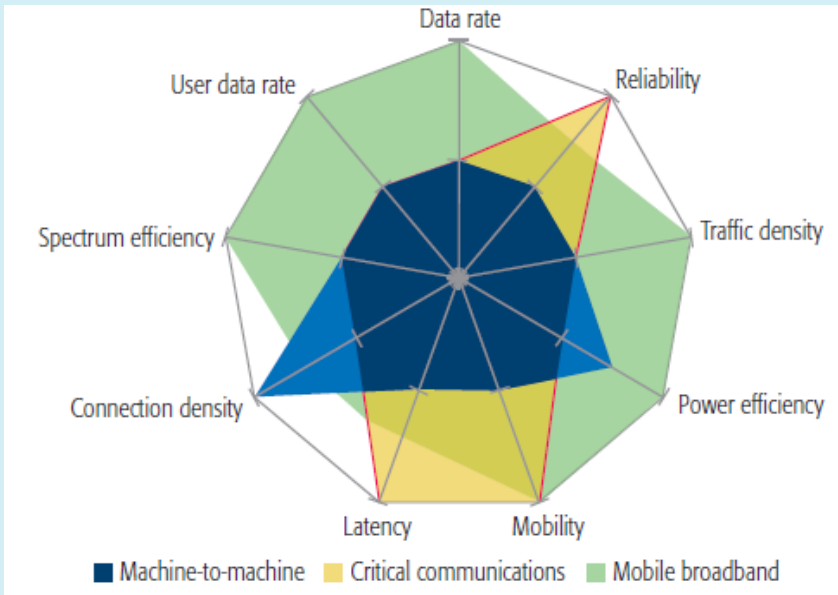 Data rate
User data rate
Reliability
Spectrum efficiency
Traffic density
Connection density
Power efficiency
Latency
Mobility
Machine-to-machine
Critical communications
Mobile broadband